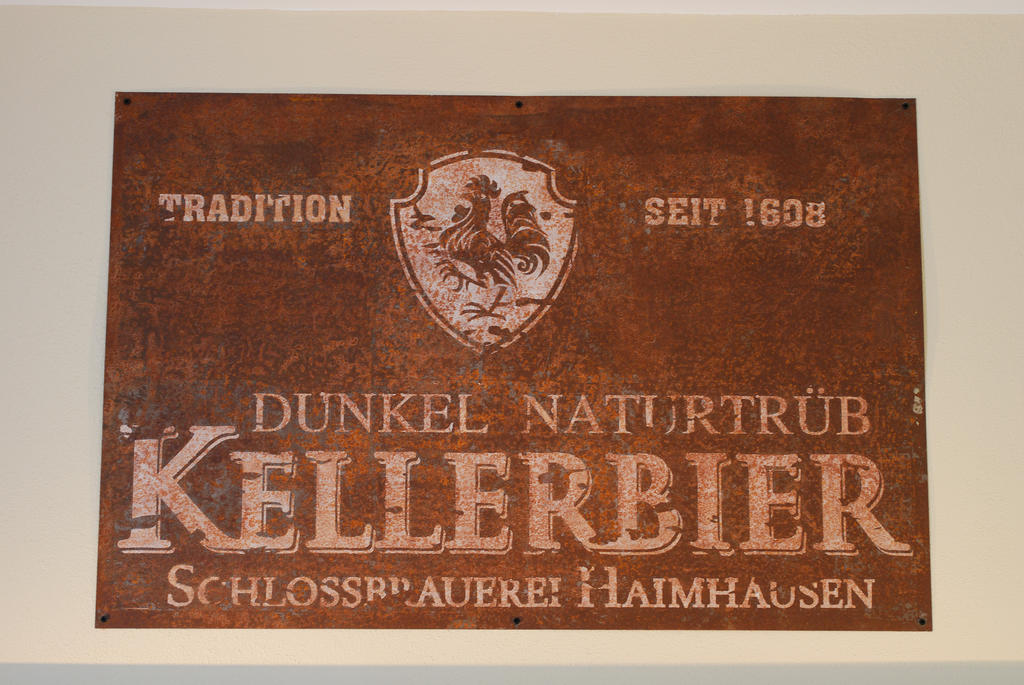 TRADITION SEIT 1608
DUNKEL NATURTRÜB
KELLERBIER
SCHLOSSBRAUEREI HAIMHAUSEN